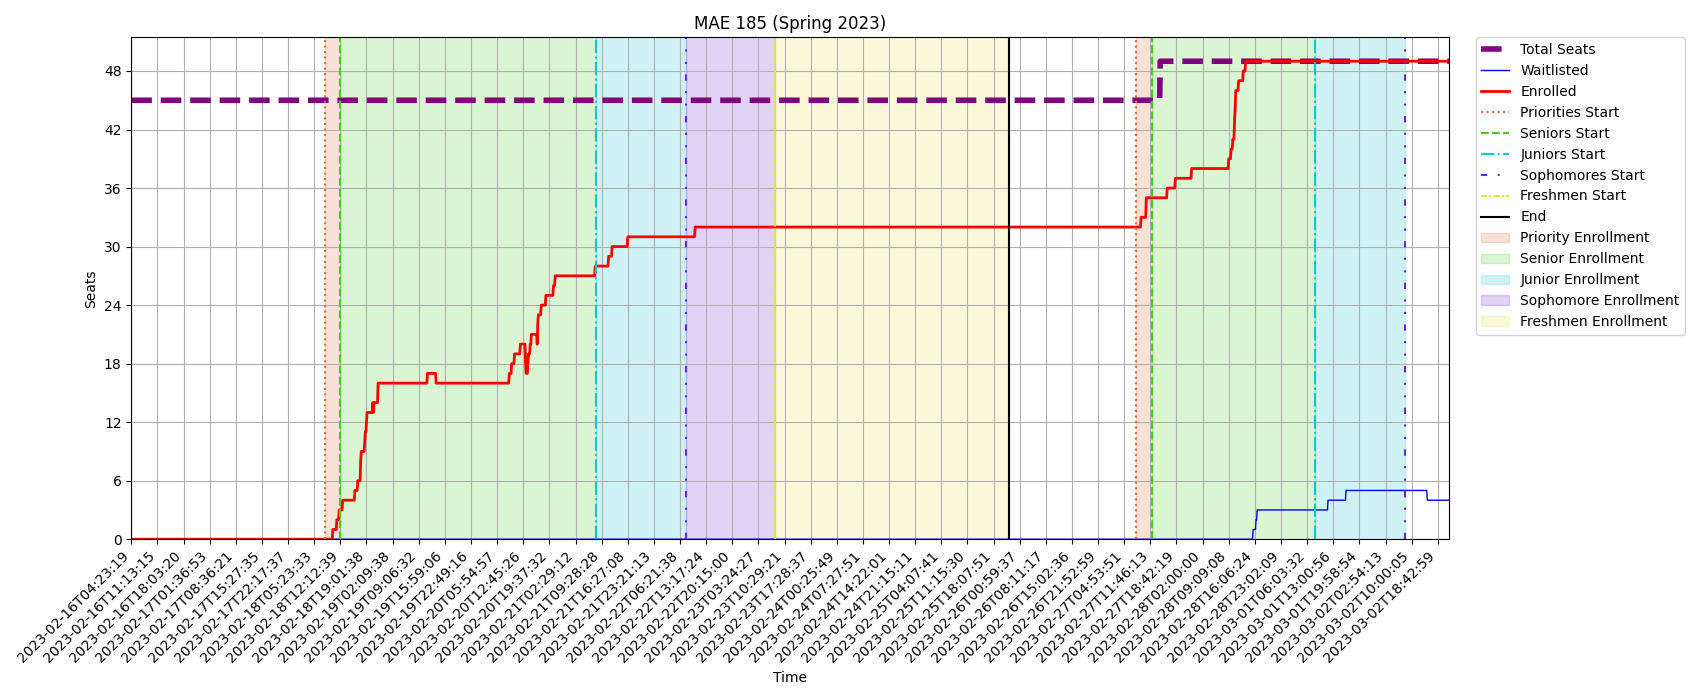 MAE 185 (Spring 2023)
Seats
48
42
36
30
24
18
12
6
0
2023-02-16T04:23:19
2023-02-16T11:13:15
2023-02-16T18:03:20
2023-02-17T01:36:53
2023-02-17T08:36:21
2023-02-17T15:27:35
2023-02-17T22:17:37
2023-02-18T05:23:33
2023-02-18T12:12:39
2023-02-18T19:01:38
2023-02-19T02:09:38
2023-02-19T09:06:32
2023-02-19T15:59:06
2023-02-19T22:49:16
2023-02-20T05:54:57
2023-02-20T12:45:26
2023-02-20T19:37:32
2023-02-21T02:29:12
2023-02-21T09:28:28
2023-02-21T16:27:08
2023-02-21T23:21:13
2023-02-22T06:21:38
2023-02-22T13:17:24
2023-02-22T20:15:00
2023-02-23T03:24:27
2023-02-23T10:29:21
2023-02-23T17:28:37
2023-02-24T00:25:49
2023-02-24T07:27:51
2023-02-24T14:22:01
2023-02-24T21:15:11
2023-02-25T04:07:41
2023-02-25T11:15:30
2023-02-25T18:07:51
2023-02-26T00:59:37
2023-02-26T08:11:17
2023-02-26T15:02:36
2023-02-26T21:52:59
2023-02-27T04:53:51
2023-02-27T11:46:13
2023-02-27T18:42:19
2023-02-28T02:00:00
2023-02-28T09:09:08
2023-02-28T16:06:24
2023-02-28T23:02:09
2023-03-01T06:03:32
2023-03-01T13:00:56
2023-03-01T19:58:54
2023-03-02T02:54:13
2023-03-02T10:00:05
2023-03-02T18:42:59
Time
Total Seats
Waitlisted
Enrolled
Priorities Start
Seniors Start
Juniors Start
Sophomores Start
Freshmen Start
End
Priority Enrollment
Senior Enrollment
Junior Enrollment
Sophomore Enrollment
Freshmen Enrollment